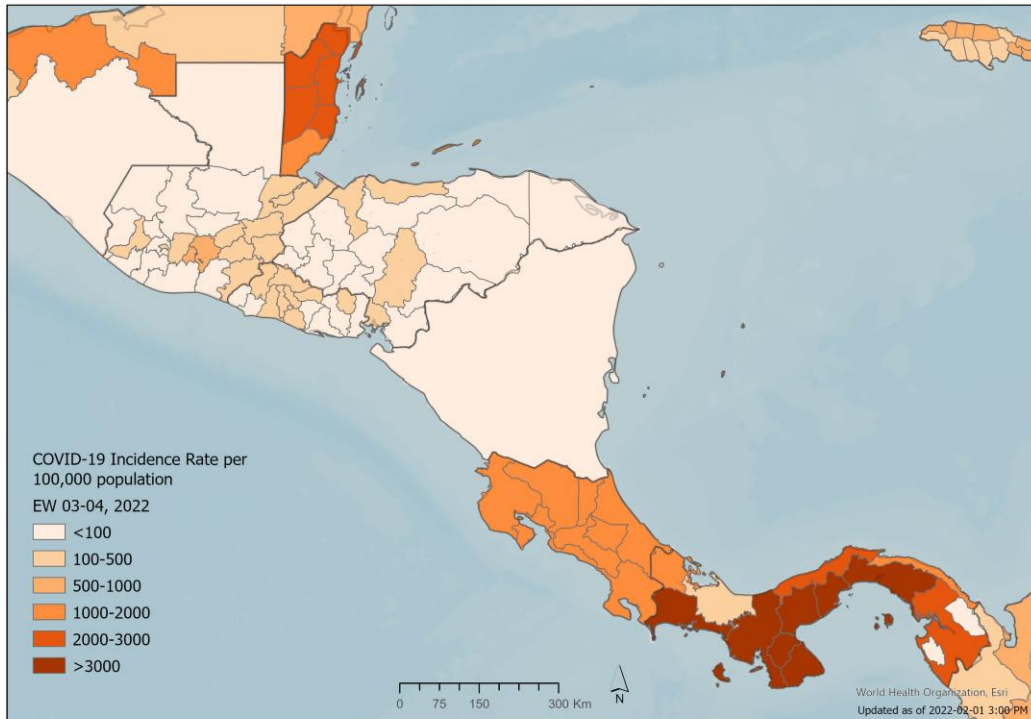 COVID-19 Incidence Rate per
100,000 population
EW 03-04, 2022
<100
100-500
500-1000
1000-2000
2000-3000
>3000
0 75 150 300 Km
N
World Health Organization, Esri
Updated as of 2022-02-01 3:00 PM